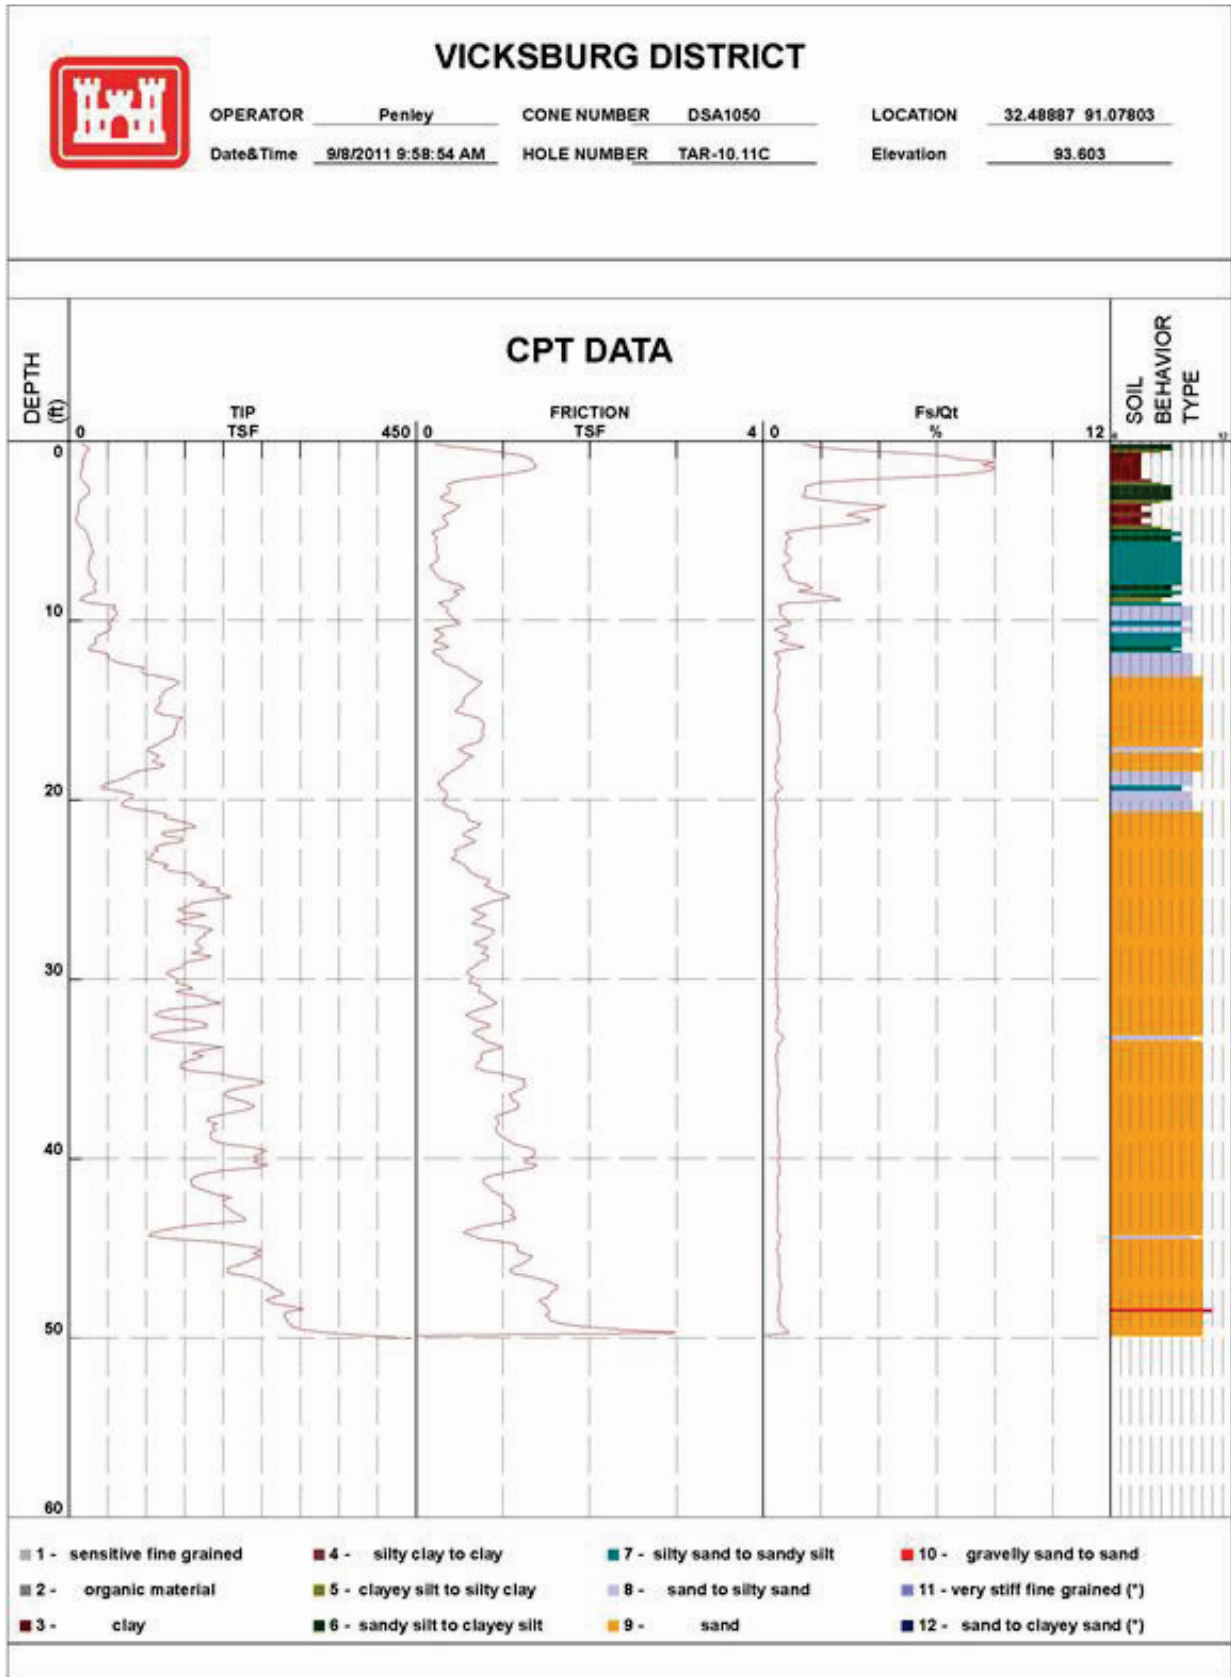 VICKSBURG DISTRICT
OPERATOR Penley CONE NUMBER DSA1050 LOCATION 32.48887 91.07803
Date&Time 9/8/2011 9:58:54 AM HOLE NUMBER TAR-10.11C Elevation 93.603
CPT DATA
DEPTH
(ft)
TIP
TSF
0 450
FRICTION
TSF
0 4
Fs/Qt
%
0 12
SOIL
BEHAVIOR
TYPE
12
0
10
20
30
40
50
60
1 - sensitive fine grained
4 - silty clay to clay
7 - silty sand to sandy silt
10 - gravelly sand to sand
2 - organic material
5 - clayey silt to silty clay
8 - sand to silty sand
11 - very stiff fine grained (*)
3 - clay
6 - sandy silt to clayey silt
9 - sand
12 - sand to clayey sand (*)